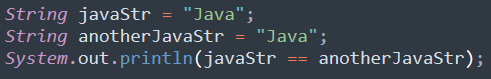 String javaStr = "Java";
String anotherJavaStr = "Java";
System.out.println(javaStr == anotherJavaStr);